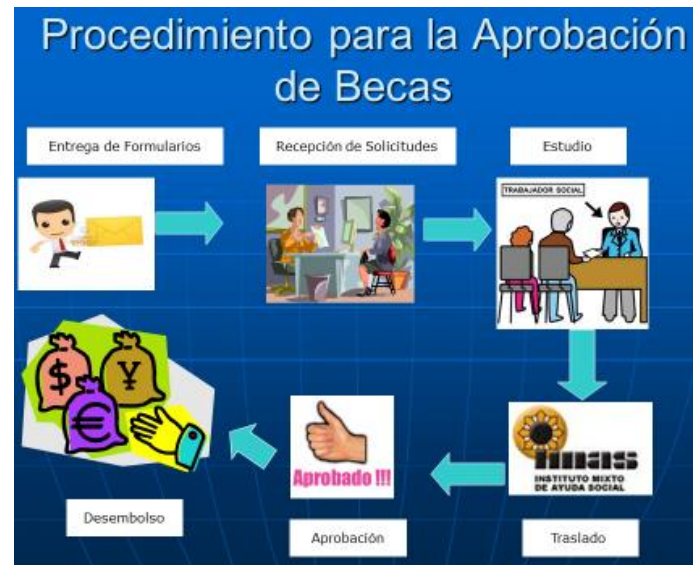 Procedimiento para la Aprobación
de Becas
Entrega de Formularios
Recepción de Solicitudes
Estudio
TRABAJADOR SOCIAL
$
¥
€
Aprobado !!!
imas
INSTITUTO MIXTO
DE AYUDA SOCIAL
Desembolso
Aprobación
Traslado